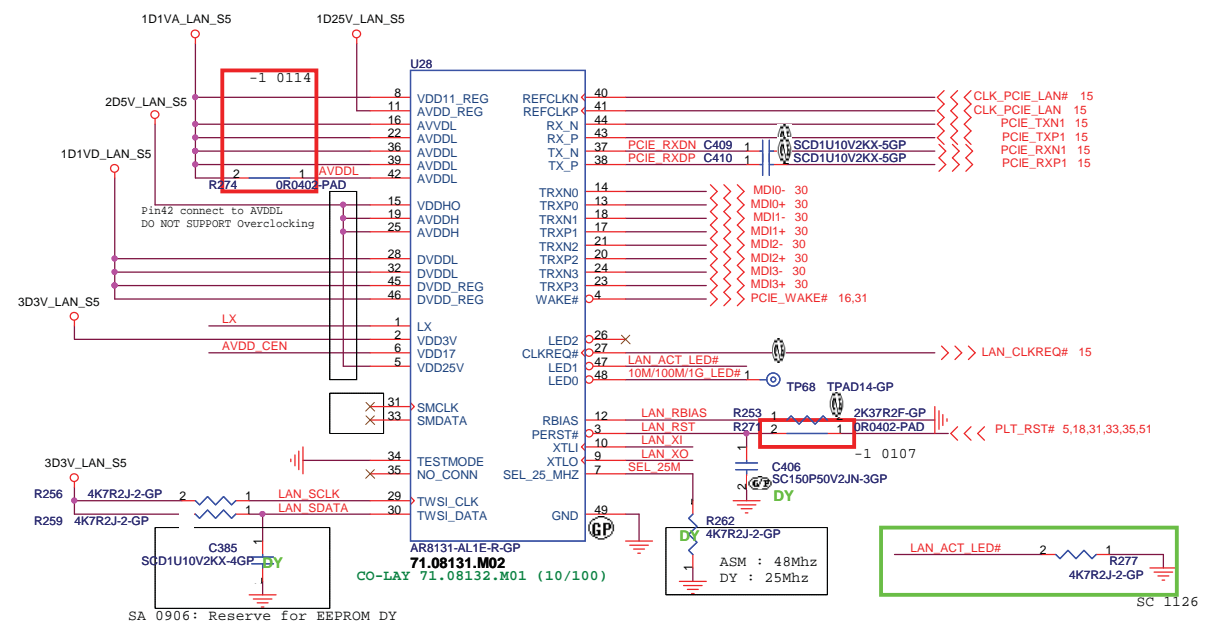 1D1VA_LAN_S5
1D25V_LAN_S5
U28
-1 0114
2D5V_LAN_S5
1D1VD_LAN_S5
8 VDD11_REG
11 AVDD_REG
16 AVVDL
22 AVDDL
36 AVDDL
39 AVDDL
AVDDL 42 AVDDL
R274 2 1 0R0402-PAD
Pin42 connect to AVDDL
DO NOT SUPPORT Overclocking
15 VDDHO
19 AVDDH
25 AVDDH
28 DVDDL
32 DVDDL
45 DVDD_REG
46 DVDD_REG
3D3V_LAN_S5
LX 1 LX
2 VDD3V
AVDD_CEN 6 VDD17
5 VDD25V
31 SMCLK
33 SMDATA
34 TESTMODE
35 NO_CONN
3D3V_LAN_S5
R256 4K7R2J-2-GP 2 1 LAN_SCLK 29 TWSI_CLK
R259 4K7R2J-2-GP 1 LAN_SDATA 30 TWSI_DATA
REFCLKN 40 CLK_PCIE_LAN# 15
REFCLKP 41 CLK_PCIE_LAN 15
RX_N 44 PCIE_TXN1 15
RX_P 43 PCIE_TXP1 15
TX_N 37 PCIE_RXDN C409 1 SCD1U10V2KX-5GP PCIE_RXN1 15
TX_P 38 PCIE_RXDP C410 1 2 SCD1U10V2KX-5GP PCIE_RXP1 15
TRXN0 14 MDI0- 30
TRXP0 13 MDI0+ 30
TRXN1 18 MDI1- 30
TRXP1 17 MDI1+ 30
TRXN2 21 MDI2- 30
TRXP2 20 MDI2+ 30
TRXN3 24 MDI3- 30
TRXP3 23 MDI3+ 30
WAKE# 4 PCIE_WAKE# 16,31
LED2 26
CLKREQ# 27 LAN_CLKREQ# 15
LED1 47 LAN_ACT_LED#
LED0 48 10M/100M/1G_LED# 1
TP68 TPAD14-GP
RBIAS 12 LAN_RBIAS R253 1 2 2K37R2F-GP
PERST# 3 LAN_RST R271 2 1 0R0402-PAD PLT_RST# 5,18,31,33,35,51
XTLI 10 LAN_XI
XTLO 9 LAN_XO
-1 0107
SEL_25_MHZ 7 SEL_25M
1 C406
2 SC150P50V2JN-3GP
DY
GND 49
GP
AR8131-AL1E-R-GP
71.08131.M02
CO-LAY 71.08132.M01 (10/100)
1 C385
SCD1U10V2KX-4GP DY
2
SA 0906: Reserve for EEPROM DY
1 R262
DY 4K7R2J-2-GP
2
ASM : 48Mhz
DY : 25Mhz
LAN_ACT_LED# 2 1 R277
4K7R2J-2-GP
SC 1126